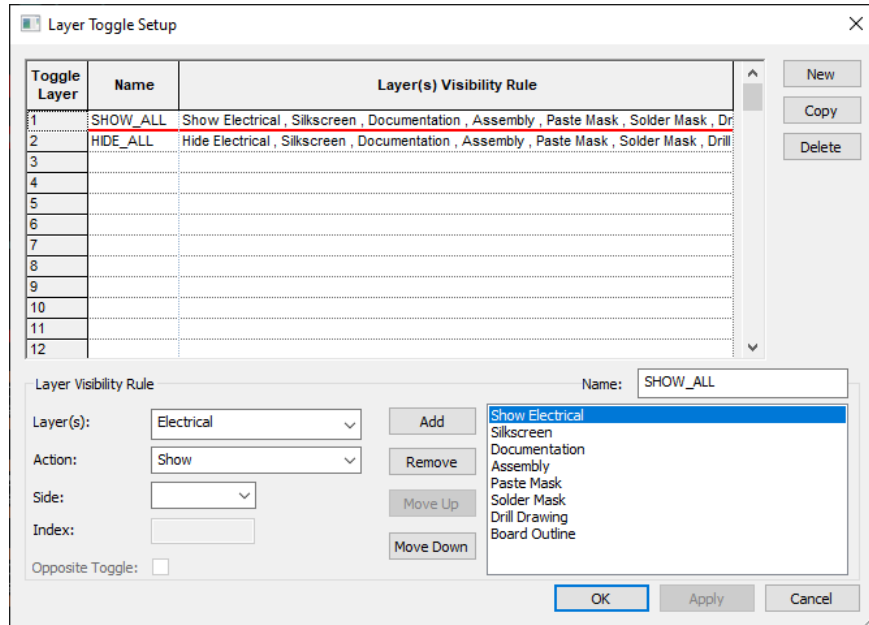 Layer Toggle Setup
Toggle Layer Name Layer(s) Visibility Rule
1 SHOW_ALL Show Electrical , Silkscreen , Documentation , Assembly , Paste Mask , Solder Mask , Dr
2 HIDE_ALL Hide Electrical , Silkscreen , Documentation , Assembly , Paste Mask , Solder Mask , Drill
3
4
5
6
7
8
9
10
11
12
New
Copy
Delete
Layer Visibility Rule
Name: SHOW_ALL
Layer(s): Electrical
Action: Show
Side:
Index:
Opposite Toggle:
Add
Remove
Move Up
Move Down
Show Electrical
Silkscreen
Documentation
Assembly
Paste Mask
Solder Mask
Drill Drawing
Board Outline
OK Apply Cancel